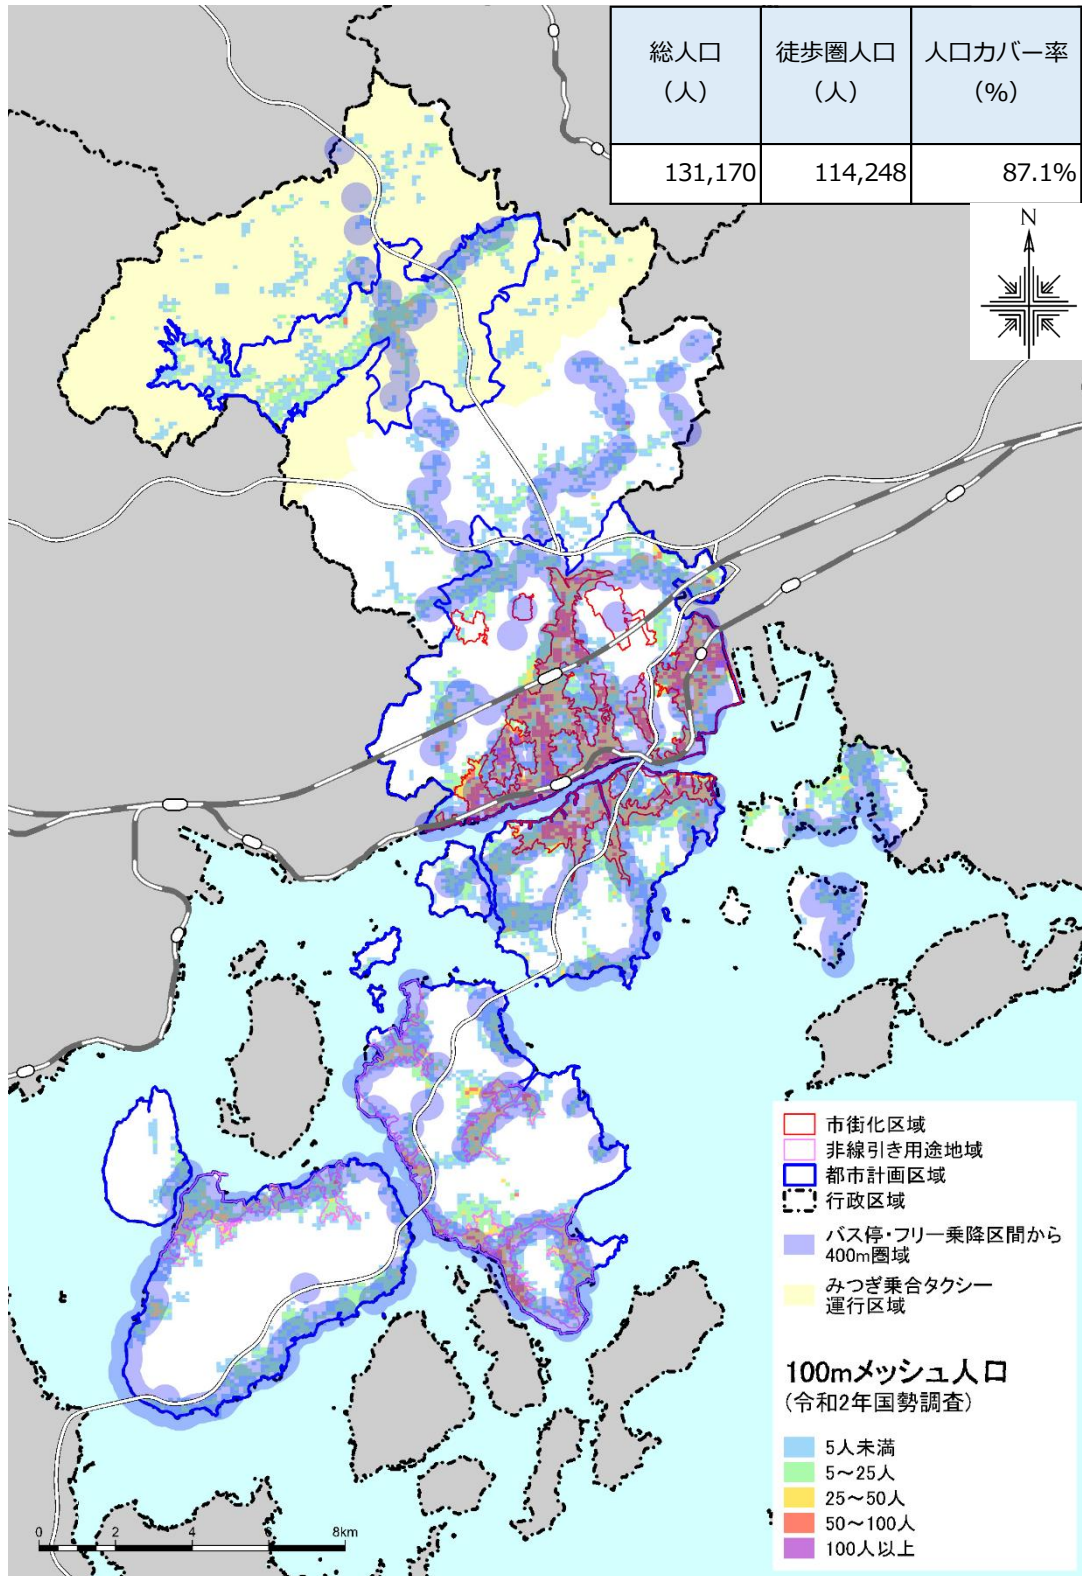 総人口
(人)
徒歩圏人口
(人)
人口カバー率
(%)
131,170
114,248
87.1%
N
市街化区域
非線引き用途地域
都市計画区域
行政区域
バス停・フリー乗降区間から
400m圏域
みつぎ乗合タクシー
運行区域
100mメッシュ人口
(令和2年国勢調査)
5人未満
5～25人
25～50人
50～100人
100人以上
0 2 4 8km